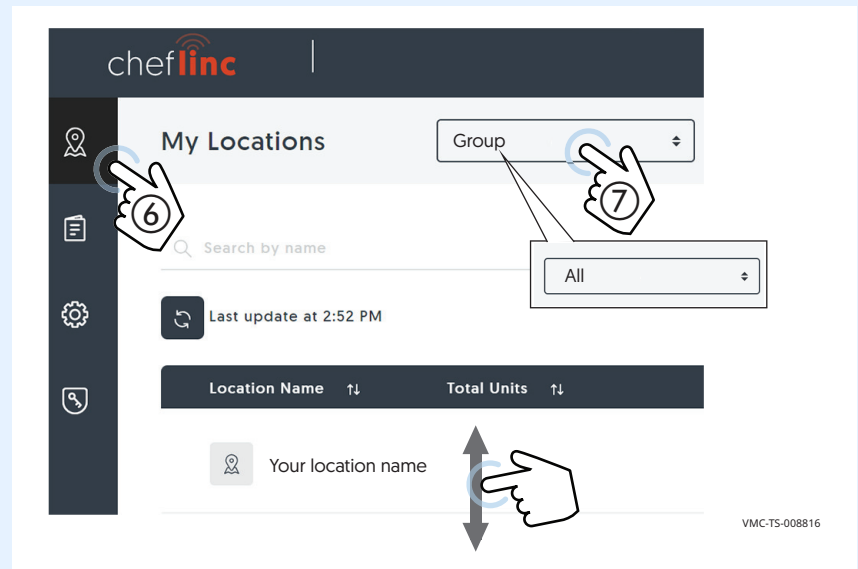 cheflinc
My Locations
Group
6
7
Search by name
All
Last update at 2:52 PM
Location Name ↑↓ Total Units ↑↓
Your location name
VMC-TS-008816